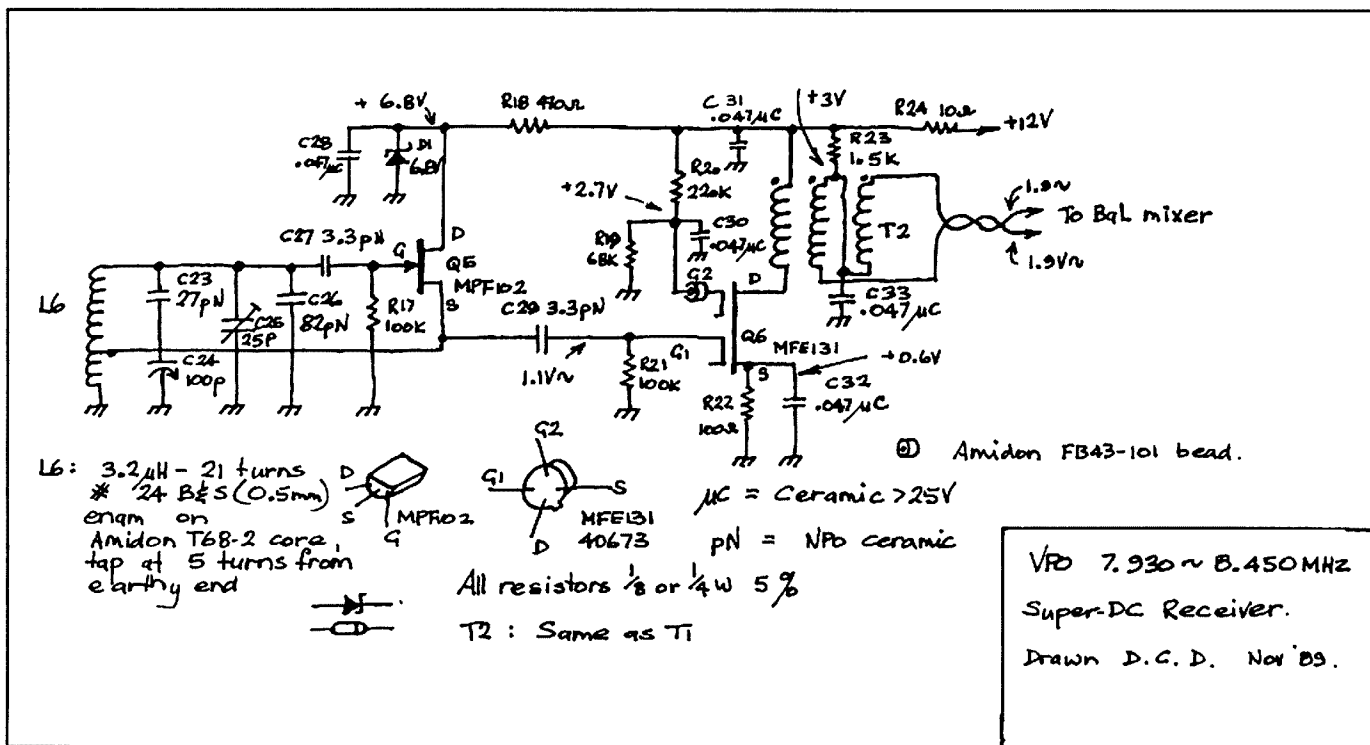 + 6.8V
R18 470Ω
C 31
.047μC
+3V
R24 10Ω
+12V
C28
.047μC
D1
6.8V
R23
1.5K
R20
220K
+2.7V
1.9~
To Bal mixer
1.9V~
C27 3.3pN
G
D
Q5
MPF102
S
R19
68K
C30
.047μC
G2
D
T2
L6
C23
27pN
C25
25P
C26
82pN
R17
100K
C29 3.3pN
C33
.047μC
Q6
MFE131
+0.6V
C24
100p
1.1V~
G1
R21
100K
S
R22
100Ω
C32
.047μC
L6: 3.2μH - 21 turns
# 24 B&S (0.5mm)
enam on
Amidon T68-2 core,
tap at 5 turns from
earthy end
D
S
G
MPF102
G2
G1
S
D
MFE131
40673
Amidon FB43-101 bead.
μC = Ceramic >25V
pN = NPO ceramic
All resistors 1/8 or 1/4 W 5%
T2 : Same as T1
VFO 7.930 ~ 8.450 MHz
Super-DC Receiver.
Drawn D.C.D. Nov '89.